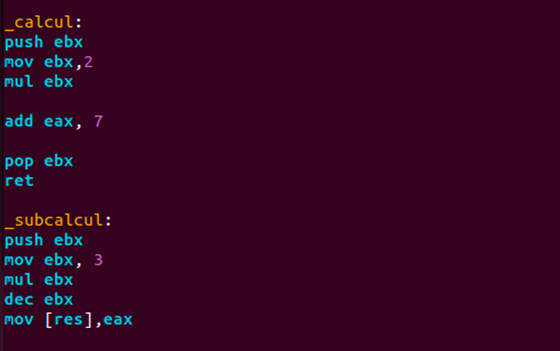 _calcul:
push ebx
mov ebx,2
mul ebx
add eax, 7
pop ebx
ret
_subcalcul:
push ebx
mov ebx, 3
mul ebx
dec ebx
mov [res],eax